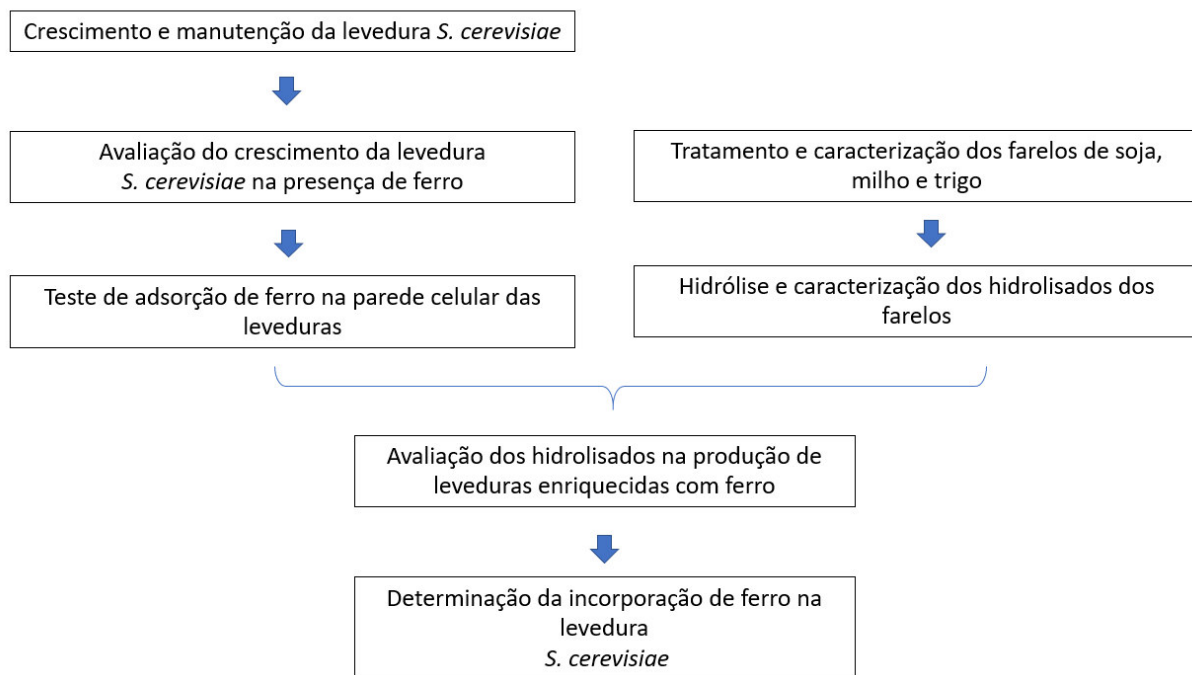 Crescimento e manutenção da levedura S. cerevisiae
Avaliação do crescimento da levedura
S. cerevisiae na presença de ferro
Teste de adsorção de ferro na parede celular das
leveduras
Tratamento e caracterização dos farelos de soja,
milho e trigo
Hidrólise e caracterização dos hidrolisados dos
farelos
Avaliação dos hidrolisados na produção de
leveduras enriquecidas com ferro
Determinação da incorporação de ferro na
levedura
S. cerevisiae